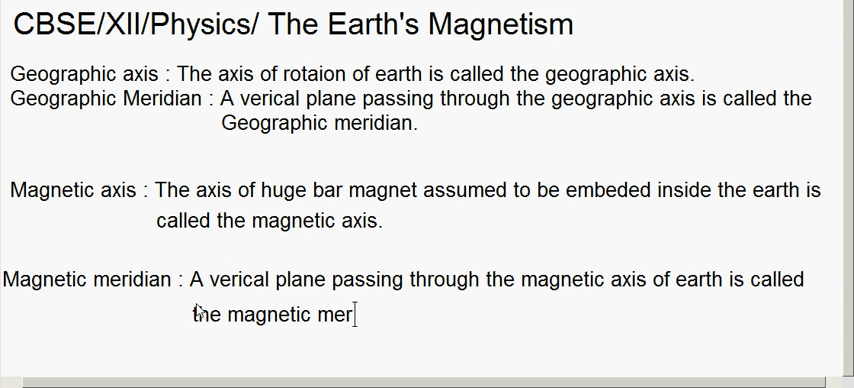 CBSE/XII/Physics/ The Earth's Magnetism
Geographic axis : The axis of rotaion of earth is called the geographic axis.
Geographic Meridian : A verical plane passing through the geographic axis is called the
Geographic meridian.
Magnetic axis : The axis of huge bar magnet assumed to be embeded inside the earth is
called the magnetic axis.
Magnetic meridian : A verical plane passing through the magnetic axis of earth is called
the magnetic mer